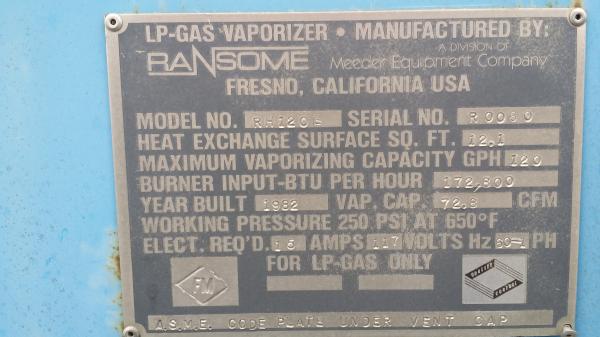 LP-GAS VAPORIZER • MANUFACTURED BY:
RANSOME A DIVISION OF
Meeder Equipment Company
FRESNO, CALIFORNIA USA
MODEL NO. SERIAL NO.
HEAT EXCHANGE SURFACE SQ. FT. 12.1
MAXIMUM VAPORIZING CAPACITY GPH 120
BURNER INPUT-BTU PER HOUR 172,800
YEAR BUILT 1982 VAP. CAP. 72.8 CFM
WORKING PRESSURE 250 PSI AT 650°F
ELECT. REQ'D. 15 AMPS 117 VOLTS Hz 60-1 PH
FOR LP-GAS ONLY
FM
A.S.M.E. CODE PLATE UNDER VENT CAP